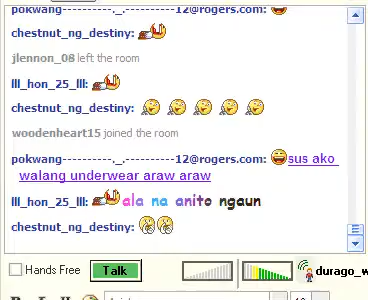 pokwang----------._.----------12@rogers.com:
chestnut_ng_destiny:
jlennon_08 left the room
lll_hon_25_lll:
chestnut_ng_destiny:
woodenheart15 joined the room
pokwang----------._.----------12@rogers.com: sus ako
walang underwear araw araw
lll_hon_25_lll: ala na anito ngaun
chestnut_ng_destiny:
Hands Free Talk durago_w